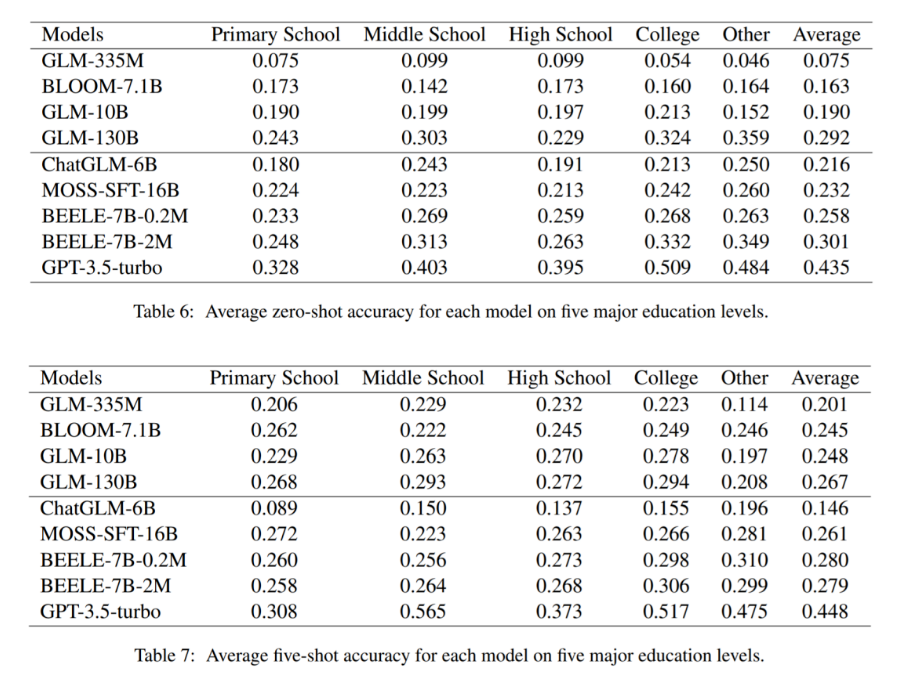 Models Primary School Middle School High School College Other Average
GLM-335M 0.075 0.099 0.099 0.054 0.046 0.075
BLOOM-7.1B 0.173 0.142 0.173 0.160 0.164 0.163
GLM-10B 0.190 0.199 0.197 0.213 0.152 0.190
GLM-130B 0.243 0.303 0.229 0.324 0.359 0.292
ChatGLM-6B 0.180 0.243 0.191 0.213 0.250 0.216
MOSS-SFT-16B 0.224 0.223 0.213 0.242 0.260 0.232
BEELE-7B-0.2M 0.233 0.269 0.259 0.268 0.263 0.258
BEELE-7B-2M 0.248 0.313 0.263 0.332 0.349 0.301
GPT-3.5-turbo 0.328 0.403 0.395 0.509 0.484 0.435
Table 6: Average zero-shot accuracy for each model on five major education levels.
Models Primary School Middle School High School College Other Average
GLM-335M 0.206 0.229 0.232 0.223 0.114 0.201
BLOOM-7.1B 0.262 0.222 0.245 0.249 0.246 0.245
GLM-10B 0.229 0.263 0.270 0.278 0.197 0.248
GLM-130B 0.268 0.293 0.272 0.294 0.208 0.267
ChatGLM-6B 0.089 0.150 0.137 0.155 0.196 0.146
MOSS-SFT-16B 0.272 0.223 0.263 0.266 0.281 0.261
BEELE-7B-0.2M 0.260 0.256 0.273 0.298 0.310 0.280
BEELE-7B-2M 0.258 0.264 0.268 0.306 0.299 0.279
GPT-3.5-turbo 0.308 0.565 0.373 0.517 0.475 0.448
Table 7: Average five-shot accuracy for each model on five major education levels.